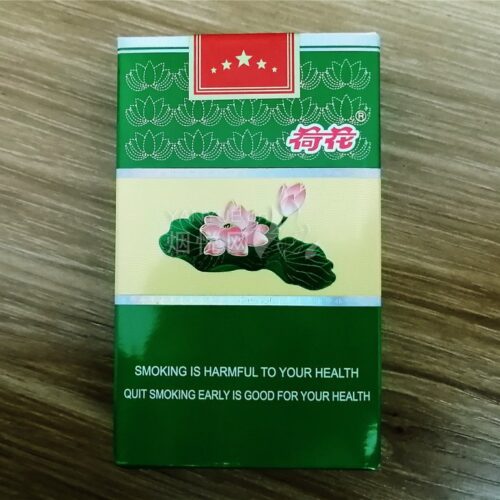 荷花®
SMOKING IS HARMFUL TO YOUR HEALTH
QUIT SMOKING EARLY IS GOOD FOR YOUR HEALTH